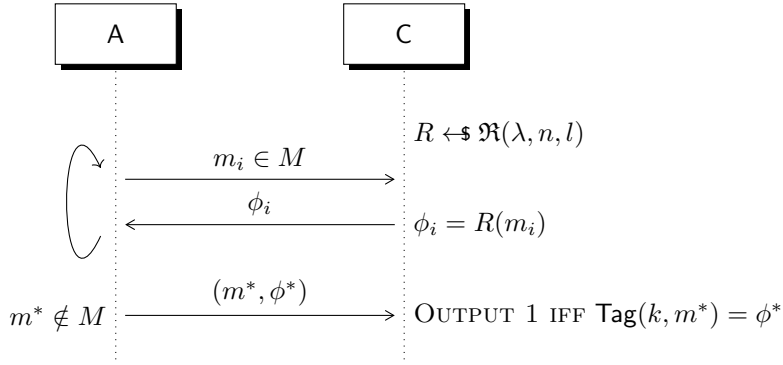 A C
R ←$ ℜ(λ, n, l)
m_i ∈ M
ϕ_i ϕ_i = R(m_i)
(m*, ϕ*)
m* ∉ M OUTPUT 1 IFF Tag(k, m*) = ϕ*